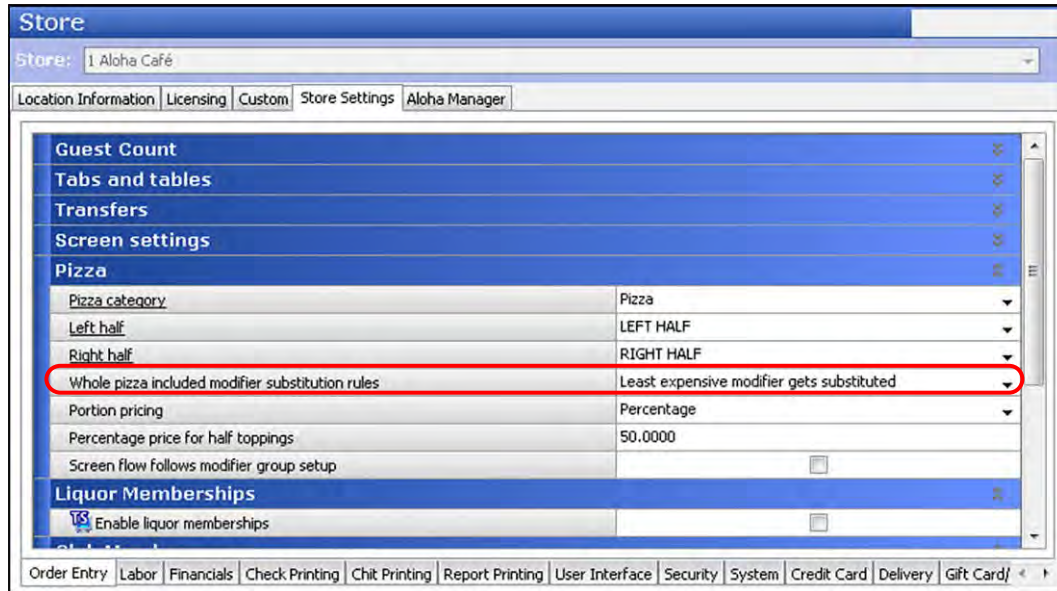 Store
Store: 1 Aloha Café
Location Information Licensing Custom Store Settings Aloha Manager
Guest Count
Tabs and tables
Transfers
Screen settings
Pizza
Pizza category Pizza
Left half LEFT HALF
Right half RIGHT HALF
Whole pizza included modifier substitution rules Least expensive modifier gets substituted
Portion pricing Percentage
Percentage price for half toppings 50.0000
Screen flow follows modifier group setup
Liquor Memberships
TS Enable liquor memberships
Order Entry Labor Financials Check Printing Chit Printing Report Printing User Interface Security System Credit Card Delivery Gift Card/